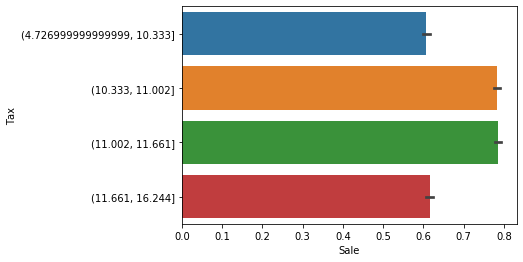 (4.726999999999999, 10.333]
(10.333, 11.002]
(11.002, 11.661]
(11.661, 16.244]
Tax
0.0 0.1 0.2 0.3 0.4 0.5 0.6 0.7 0.8
Sale